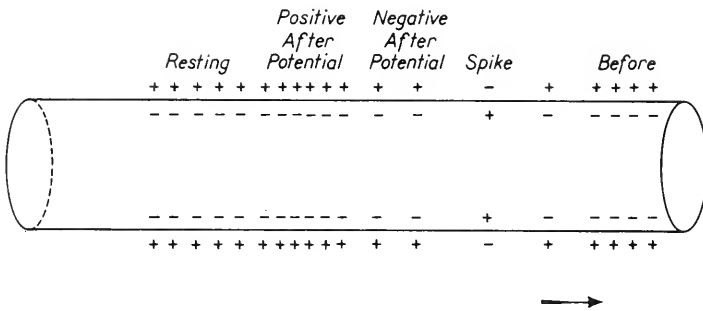 Positive Negative
After After
Resting Potential Potential Spike Before
+ + + + + + + + + + + + + - + + + + +
- - - - - - - - - - - - - + - - - - -
- - - - - - - - - - - - - + - - - - -
+ + + + + + + + + + + + + - + + + + +